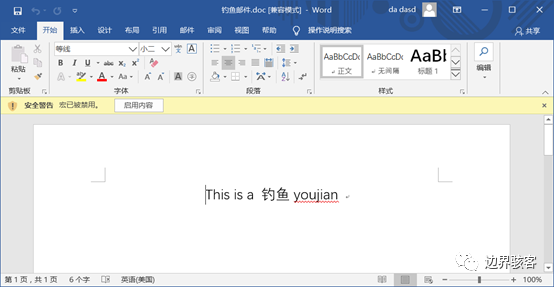 钓鱼邮件.doc [兼容模式] - Word
da dasd
文件 开始 插入 设计 布局 引用 邮件 审阅 视图 帮助 操作说明搜索 共享
粘贴
等线 小二
AaBbCcDc AaBbCcDc AaBl
正文 无间隔 标题 1
编辑
剪贴板 字体 段落 样式
安全警告 宏已被禁用。 启用内容
This is a 钓鱼 youjian
边界骇客
第 1 页，共 1 页 6 个字 英语(美国) 100%